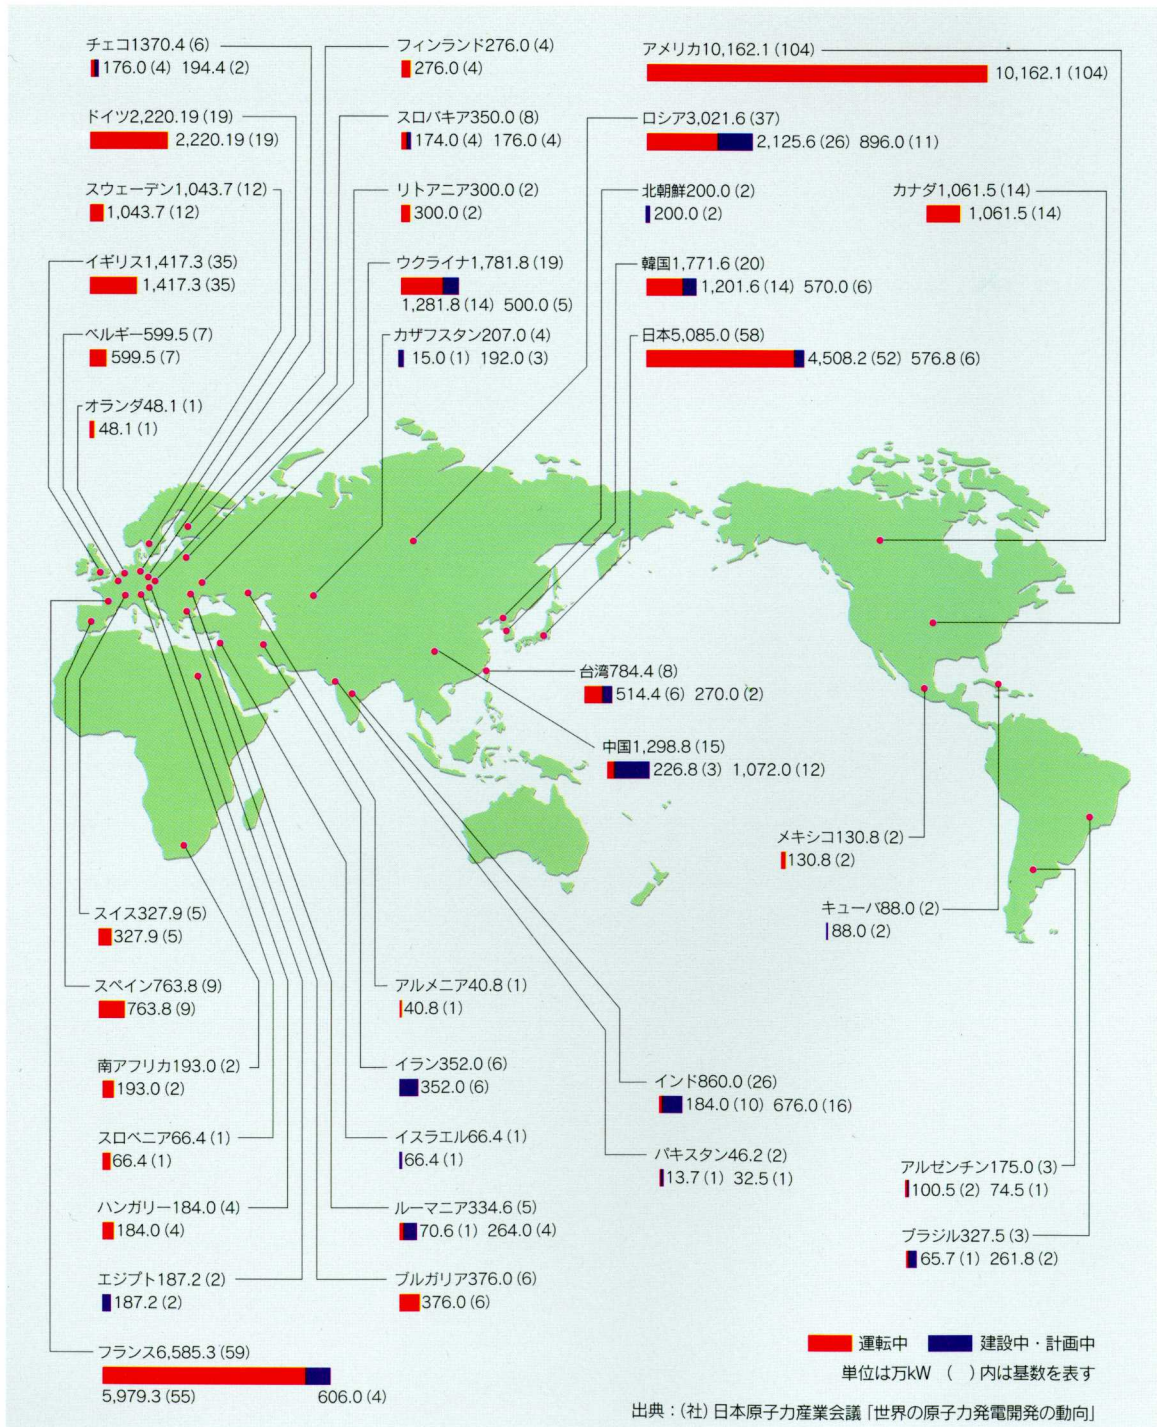 チェコ1370.4 (6)
176.0 (4) 194.4 (2)
フィンランド276.0 (4)
276.0 (4)
アメリカ10,162.1 (104)
10,162.1 (104)
ドイツ2,220.19 (19)
2,220.19 (19)
スロバキア350.0 (8)
174.0 (4) 176.0 (4)
ロシア3,021.6 (37)
2,125.6 (26) 896.0 (11)
スウェーデン1,043.7 (12)
1,043.7 (12)
リトアニア300.0 (2)
300.0 (2)
北朝鮮200.0 (2)
200.0 (2)
カナダ1,061.5 (14)
1,061.5 (14)
イギリス1,417.3 (35)
1,417.3 (35)
ウクライナ1,781.8 (19)
1,281.8 (14) 500.0 (5)
韓国1,771.6 (20)
1,201.6 (14) 570.0 (6)
ベルギー599.5 (7)
599.5 (7)
カザフスタン207.0 (4)
15.0 (1) 192.0 (3)
日本5,085.0 (58)
4,508.2 (52) 576.8 (6)
オランダ48.1 (1)
48.1 (1)
台湾784.4 (8)
514.4 (6) 270.0 (2)
中国1,298.8 (15)
226.8 (3) 1,072.0 (12)
メキシコ130.8 (2)
130.8 (2)
キューバ88.0 (2)
88.0 (2)
スイス327.9 (5)
327.9 (5)
スペイン763.8 (9)
763.8 (9)
アルメニア40.8 (1)
40.8 (1)
南アフリカ193.0 (2)
193.0 (2)
イラン352.0 (6)
352.0 (6)
インド860.0 (26)
184.0 (10) 676.0 (16)
スロベニア66.4 (1)
66.4 (1)
イスラエル66.4 (1)
66.4 (1)
パキスタン46.2 (2)
13.7 (1) 32.5 (1)
アルゼンチン175.0 (3)
100.5 (2) 74.5 (1)
ハンガリー184.0 (4)
184.0 (4)
ルーマニア334.6 (5)
70.6 (1) 264.0 (4)
ブラジル327.5 (3)
65.7 (1) 261.8 (2)
エジプト187.2 (2)
187.2 (2)
ブルガリア376.0 (6)
376.0 (6)
フランス6,585.3 (59)
5,979.3 (55) 606.0 (4)
運転中 建設中・計画中
単位は万kW ( )内は基数を表す
出典：(社)日本原子力産業会議「世界の原子力発電開発の動向」